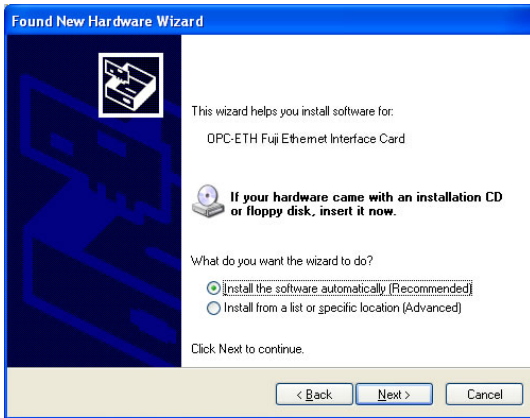 Found New Hardware Wizard
This wizard helps you install software for:
OPC-ETH Fuji Ethernet Interface Card
If your hardware came with an installation CD
or floppy disk, insert it now.
What do you want the wizard to do?
Install the software automatically (Recommended)
Install from a list or specific location (Advanced)
Click Next to continue.
< Back Next > Cancel